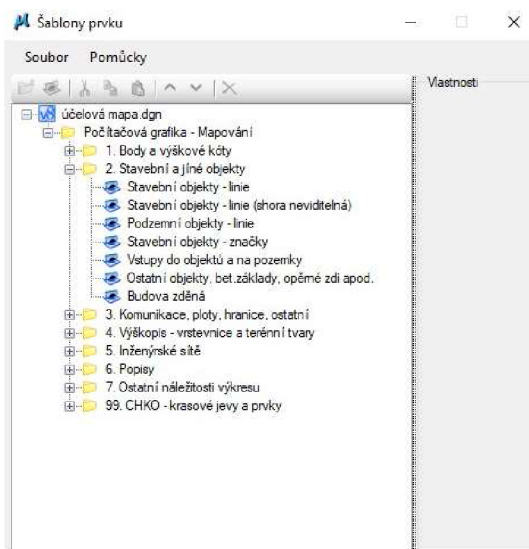 Šablony prvku
Soubor Pomůcky
Vlastnosti
účelová mapa.dgn
Počítačová grafika - Mapování
1. Body a výškové kóty
2. Stavební a jíné objekty
Stavební objekty - linie
Stavební objekty - linie (shora neviditelná)
Podzemní objekty - linie
Stavební objekty - značky
Vstupy do objektů a na pozemky
Ostatní objekty, bet.základy, opěrné zdi apod.
Budova zděná
3. Komunikace, ploty, hranice, ostatní
4. Výškopis - vrstevnice a terénní tvary
5. Inženýrské sítě
6. Popisy
7. Ostatní náležitosti výkresu
99. CHKO - krasové jevy a prvky